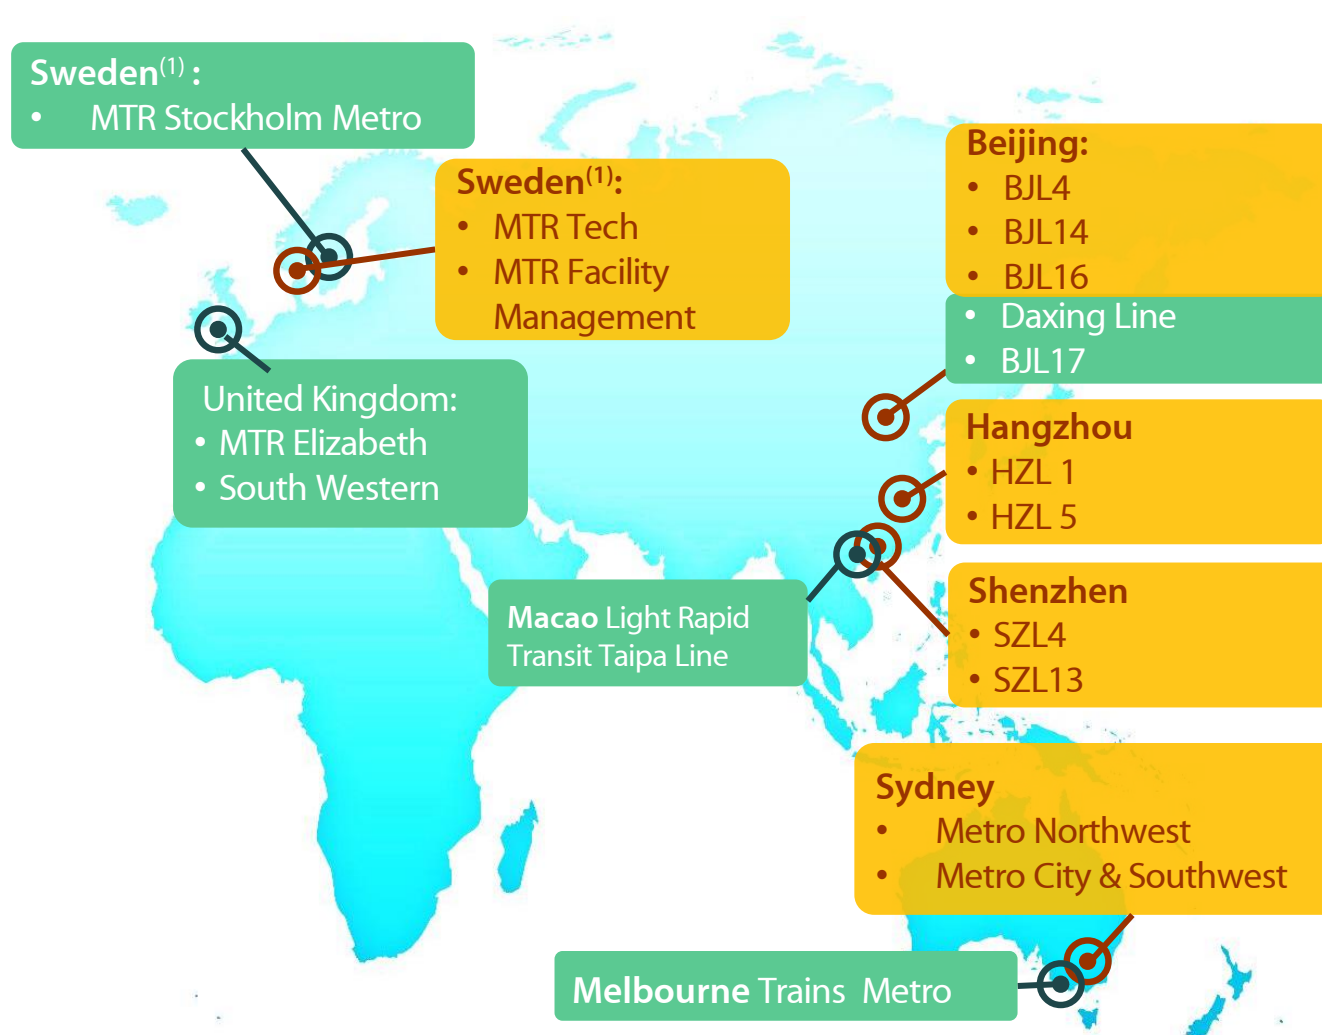 Sweden(1) :
• MTR Stockholm Metro
Sweden(1):
• MTR Tech
• MTR Facility
Management
United Kingdom:
• MTR Elizabeth
• South Western
Beijing:
• BJL4
• BJL14
• BJL16
• Daxing Line
• BJL17
Hangzhou
• HZL 1
• HZL 5
Macao Light Rapid
Transit Taipa Line
Shenzhen
• SZL4
• SZL13
Sydney
• Metro Northwest
• Metro City & Southwest
Melbourne Trains Metro